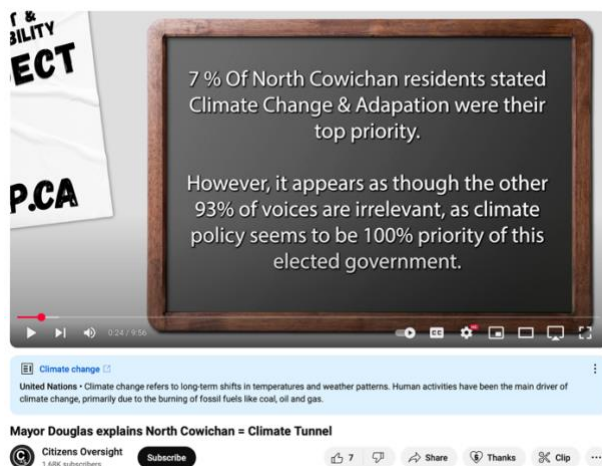 T &
BILITY
ECT
P.CA
7 % Of North Cowichan residents stated
Climate Change & Adapation were their
top priority.
However, it appears as though the other
93% of voices are irrelevant, as climate
policy seems to be 100% priority of this
elected government.
0:24 / 9:56
CC
Climate change
United Nations • Climate change refers to long-term shifts in temperatures and weather patterns. Human activities have been the main driver of
climate change, primarily due to the burning of fossil fuels like coal, oil and gas.
Mayor Douglas explains North Cowichan = Climate Tunnel
Citizens Oversight
1.68K subscribers
Subscribe
7
Share
Thanks
Clip